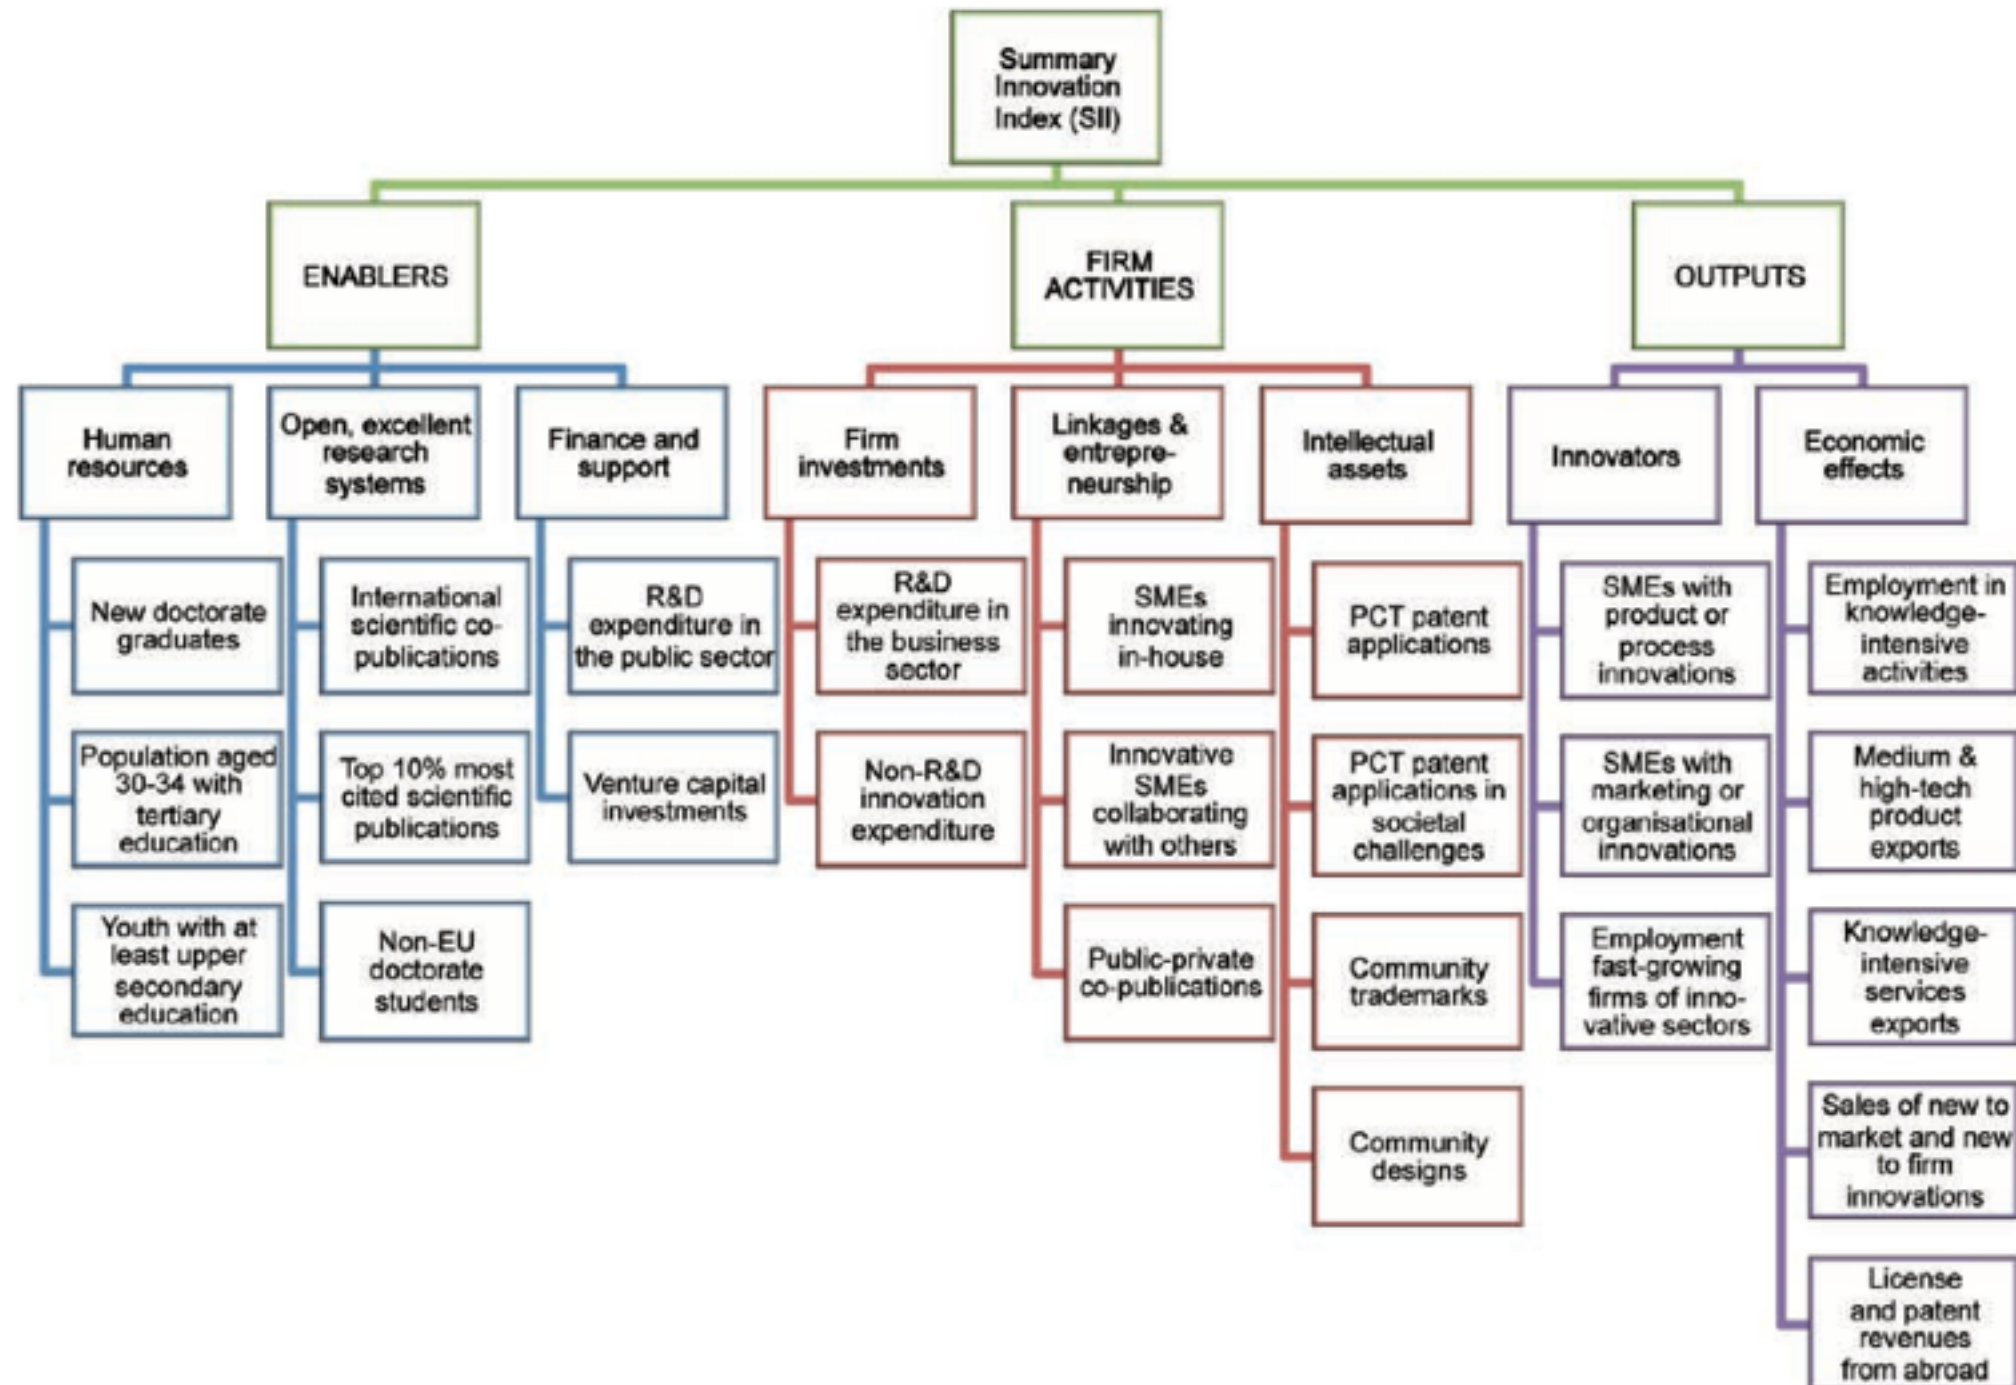 Summary
Innovation
Index (SII)
ENABLERS
FIRM
ACTIVITIES
OUTPUTS
Human
resources
Open, excellent
research
systems
Finance and
support
Firm
investments
Linkages &
entrepre-
neurship
Intellectual
assets
Innovators
Economic
effects
New doctorate
graduates
Population aged
30-34 with
tertiary
education
Youth with at
least upper
secondary
education
International
scientific co-
publications
Top 10% most
cited scientific
publications
Non-EU
doctorate
students
R&D
expenditure in
the public sector
Venture capital
investments
R&D
expenditure in
the business
sector
Non-R&D
innovation
expenditure
SMEs
innovating
in-house
Innovative
SMEs
collaborating
with others
Public-private
co-publications
PCT patent
applications
PCT patent
applications in
societal
challenges
Community
trademarks
Community
designs
SMEs with
product or
process
innovations
SMEs with
marketing or
organisational
innovations
Employment
fast-growing
firms of inno-
vative sectors
Employment in
knowledge-
intensive
activities
Medium &
high-tech
product
exports
Knowledge-
intensive
services
exports
Sales of new to
market and new
to firm
innovations
License
and patent
revenues
from abroad